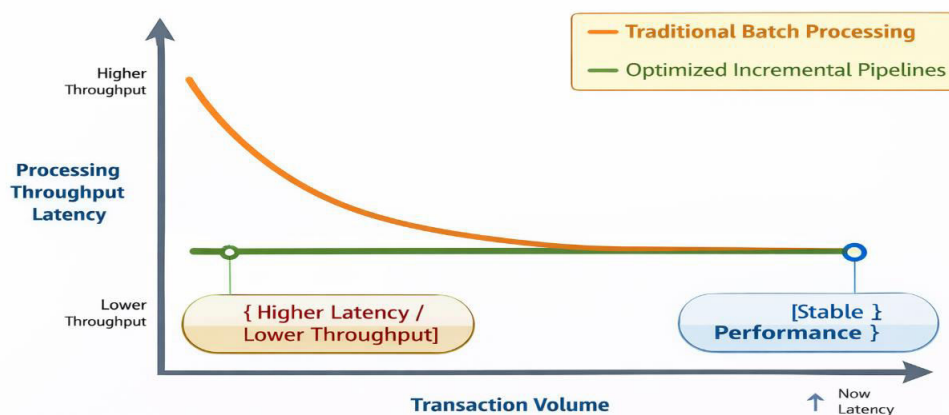 Traditional Batch Processing
Optimized Incremental Pipelines
Higher
Throughput
Processing
Throughput
Latency
Lower
Throughput
{ Higher Latency /
Lower Throughput]
[Stable }
Performance }
Transaction Volume
↑ Now
Latency